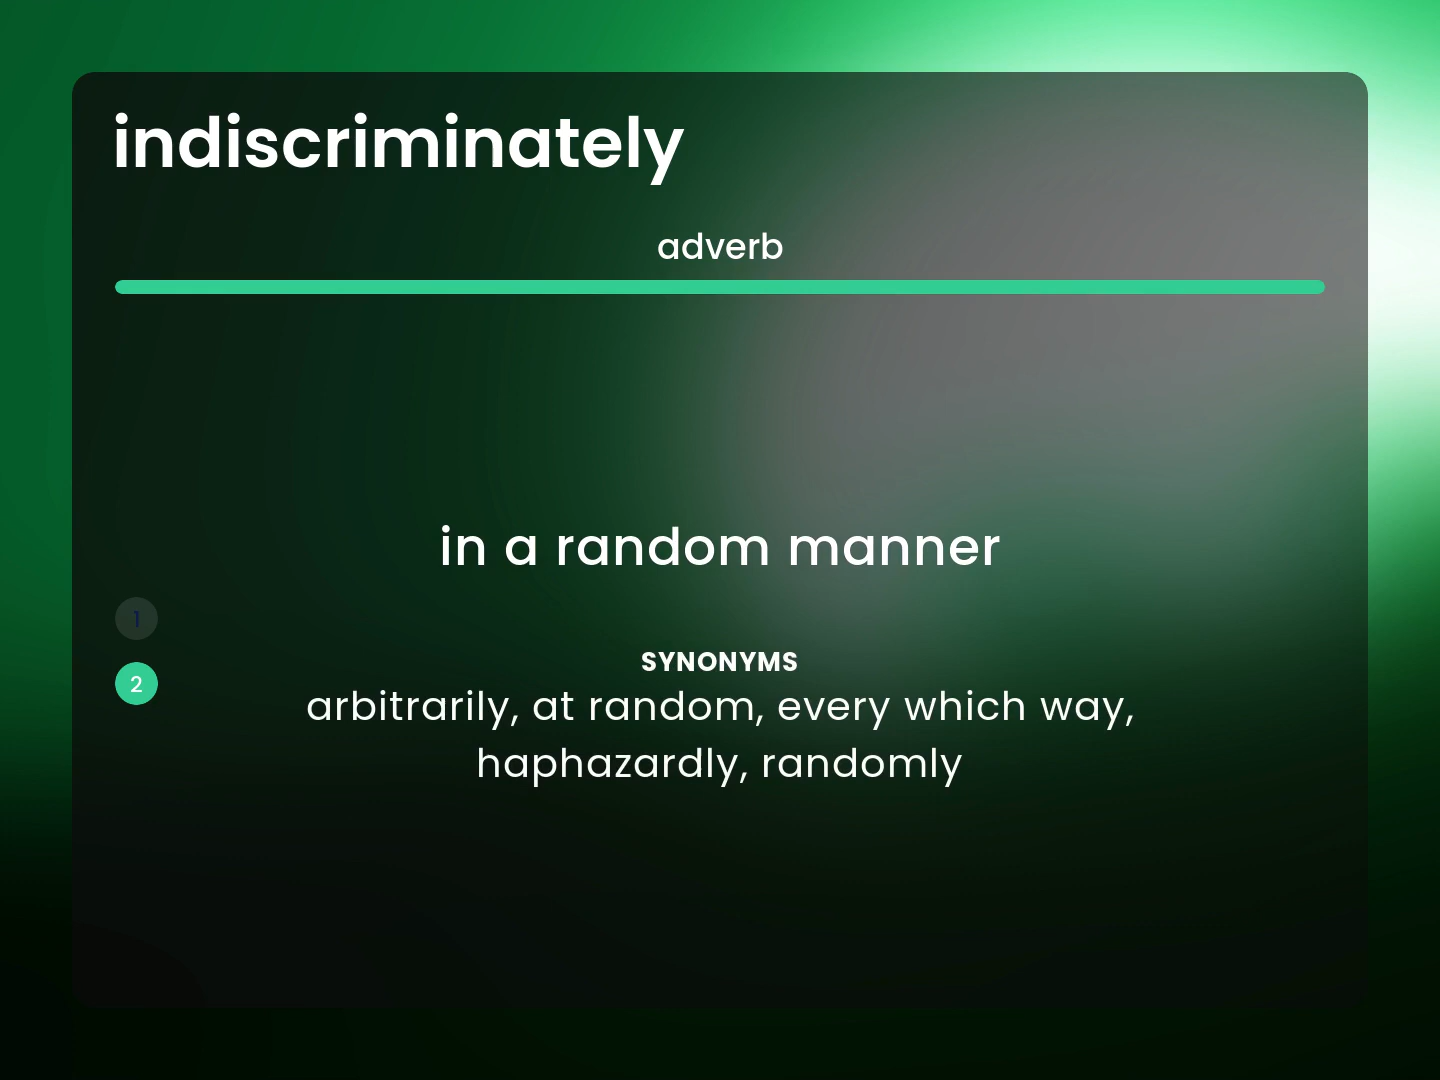 indiscriminately
adverb
in a random manner
1
2
SYNONYMS
arbitrarily, at random, every which way,
haphazardly, randomly